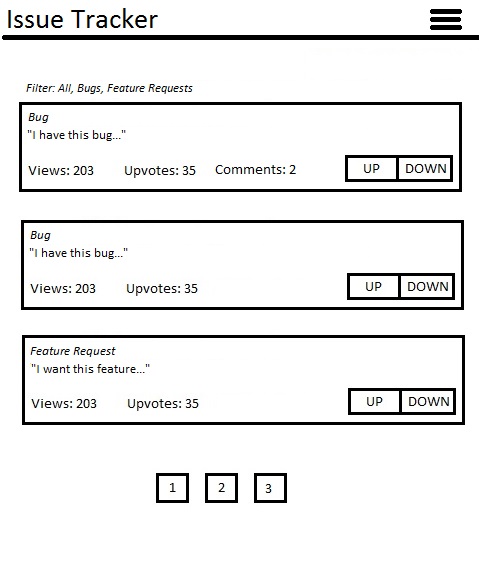 Issue Tracker
Filter: All, Bugs, Feature Requests
Bug
"I have this bug..."
Views: 203 Upvotes: 35 Comments: 2 UP DOWN
Bug
"I have this bug..."
Views: 203 Upvotes: 35 UP DOWN
Feature Request
"I want this feature..."
Views: 203 Upvotes: 35 UP DOWN
1 2 3